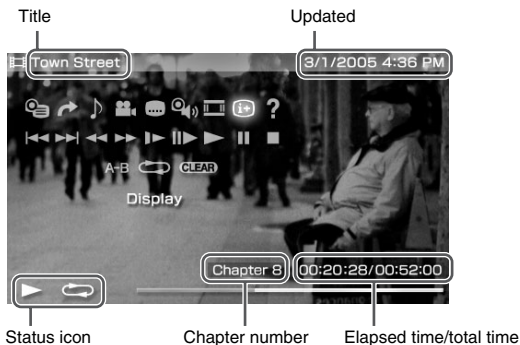 Title Updated
Town Street 3/1/2005 4:36 PM
i+ ?
A-B CLEAR
Display
Chapter 8 00:20:28/00:52:00
Status icon Chapter number Elapsed time/total time